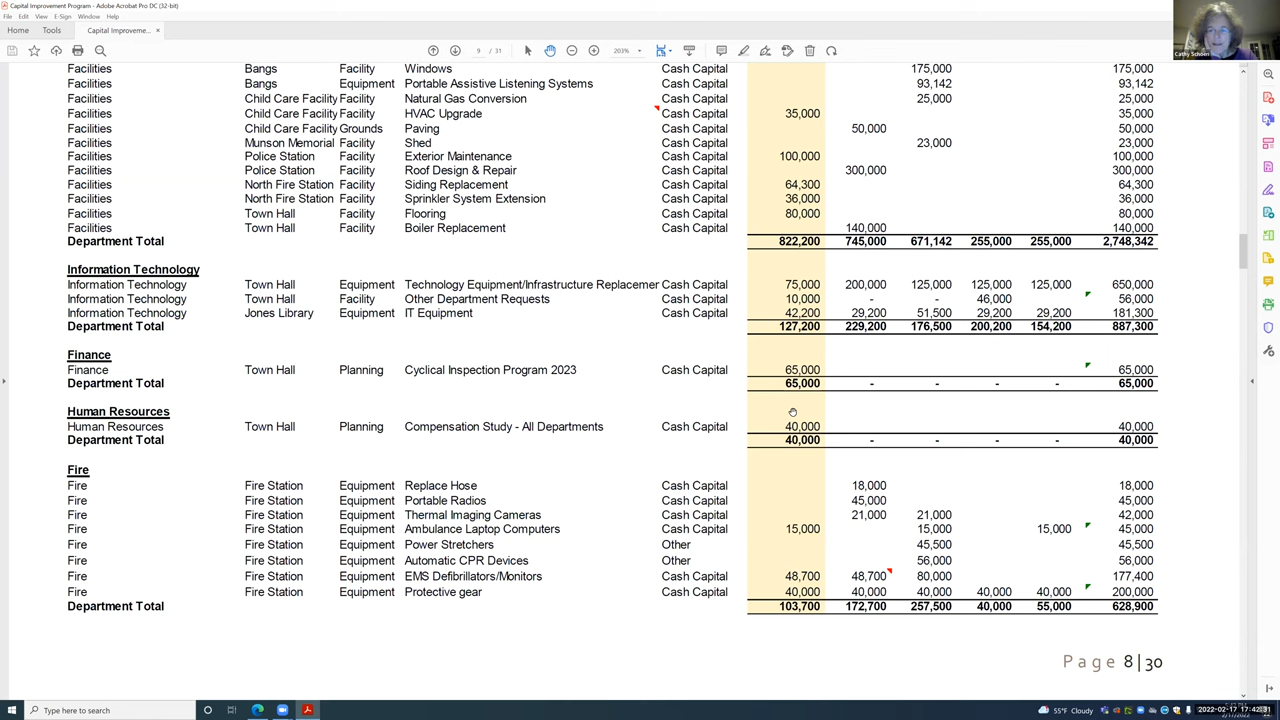 Capital Improvement Program - Adobe Acrobat Pro DC (32-bit)
File Edit View E-Sign Window Help
Home Tools Capital Improveme... ×
9 / 31 203%
Cathy Schoen
Facilities Bangs Facility Windows Cash Capital 175,000 175,000
Facilities Bangs Equipment Portable Assistive Listening Systems Cash Capital 93,142 93,142
Facilities Child Care Facility Facility Natural Gas Conversion Cash Capital 25,000 25,000
Facilities Child Care Facility Facility HVAC Upgrade Cash Capital 35,000 35,000
Facilities Child Care Facility Grounds Paving Cash Capital 50,000 50,000
Facilities Munson Memorial Facility Shed Cash Capital 23,000 23,000
Facilities Police Station Facility Exterior Maintenance Cash Capital 100,000 100,000
Facilities Police Station Facility Roof Design & Repair Cash Capital 300,000 300,000
Facilities North Fire Station Facility Siding Replacement Cash Capital 64,300 64,300
Facilities North Fire Station Facility Sprinkler System Extension Cash Capital 36,000 36,000
Facilities Town Hall Facility Flooring Cash Capital 80,000 80,000
Facilities Town Hall Facility Boiler Replacement Cash Capital 140,000 140,000
Department Total 822,200 745,000 671,142 255,000 255,000 2,748,342
Information Technology
Information Technology Town Hall Equipment Technology Equipment/Infrastructure Replacemer Cash Capital 75,000 200,000 125,000 125,000 125,000 650,000
Information Technology Town Hall Facility Other Department Requests Cash Capital 10,000 - - 46,000 56,000
Information Technology Jones Library Equipment IT Equipment Cash Capital 42,200 29,200 51,500 29,200 29,200 181,300
Department Total 127,200 229,200 176,500 200,200 154,200 887,300
Finance
Finance Town Hall Planning Cyclical Inspection Program 2023 Cash Capital 65,000 65,000
Department Total 65,000 - - - - 65,000
Human Resources
Human Resources Town Hall Planning Compensation Study - All Departments Cash Capital 40,000 40,000
Department Total 40,000 - - - - 40,000
Fire
Fire Fire Station Equipment Replace Hose Cash Capital 18,000 18,000
Fire Fire Station Equipment Portable Radios Cash Capital 45,000 45,000
Fire Fire Station Equipment Thermal Imaging Cameras Cash Capital 21,000 21,000 42,000
Fire Fire Station Equipment Ambulance Laptop Computers Cash Capital 15,000 15,000 15,000 45,000
Fire Fire Station Equipment Power Stretchers Other 45,500 45,500
Fire Fire Station Equipment Automatic CPR Devices Other 56,000 56,000
Fire Fire Station Equipment EMS Defibrillators/Monitors Cash Capital 48,700 48,700 80,000 177,400
Fire Fire Station Equipment Protective gear Cash Capital 40,000 40,000 40,000 40,000 40,000 200,000
Department Total 103,700 172,700 257,500 40,000 55,000 628,900
Page 8|30
Type here to search
55°F Cloudy
2/17/2022
2022-02-17 17:42:31